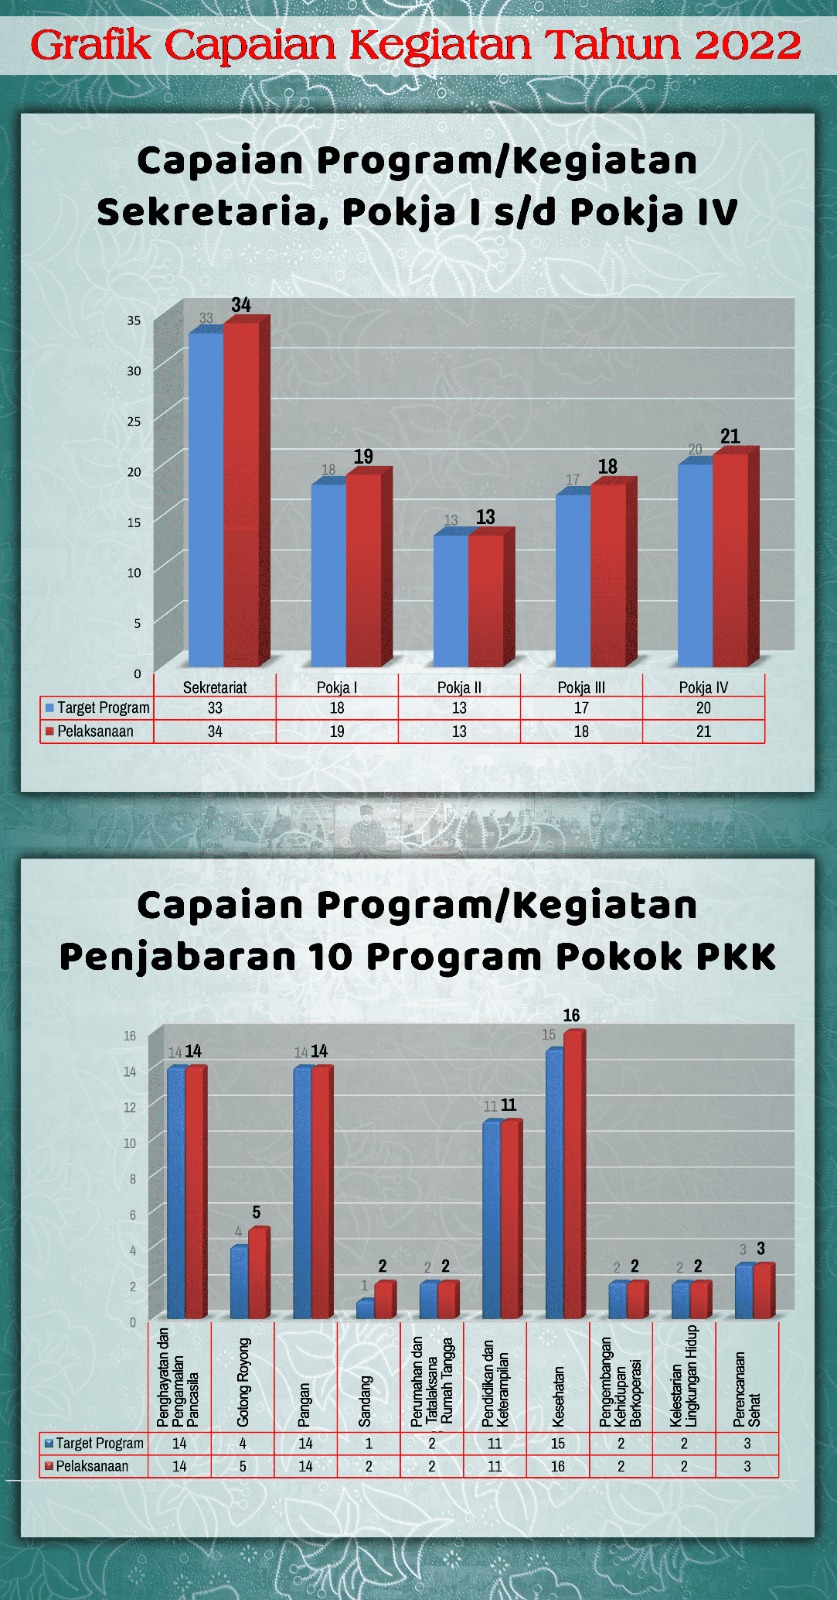 Grafik Capaian Kegiatan Tahun 2022
Capaian Program/Kegiatan
Sekretaria, Pokja I s/d Pokja IV
35
30
25
20
15
10
5
0
33 34
18 19
13 13
17 18
20 21
Sekretariat Pokja I Pokja II Pokja III Pokja IV
Target Program 33 18 13 17 20
Pelaksanaan 34 19 13 18 21
Capaian Program/Kegiatan
Penjabaran 10 Program Pokok PKK
16
14
12
10
8
6
4
2
0
14 14
4 5
14 14
1 2
2 2
11 11
15 16
2 2
2 2
3 3
Penghayatan dan
Pengamalan
Pancasila
Gotong Royong
Pangan
Sandang
Perumahan dan
Tatalaksana
Rumah Tangga
Pendidikan dan
Keterampilan
Kesehatan
Pengembangan
Kehidupan
Berkoperasi
Kelestarian
Lingkungan Hidup
Perencanaan
Sehat
Target Program 14 4 14 1 2 11 15 2 2 3
Pelaksanaan 14 5 14 2 2 11 16 2 2 3